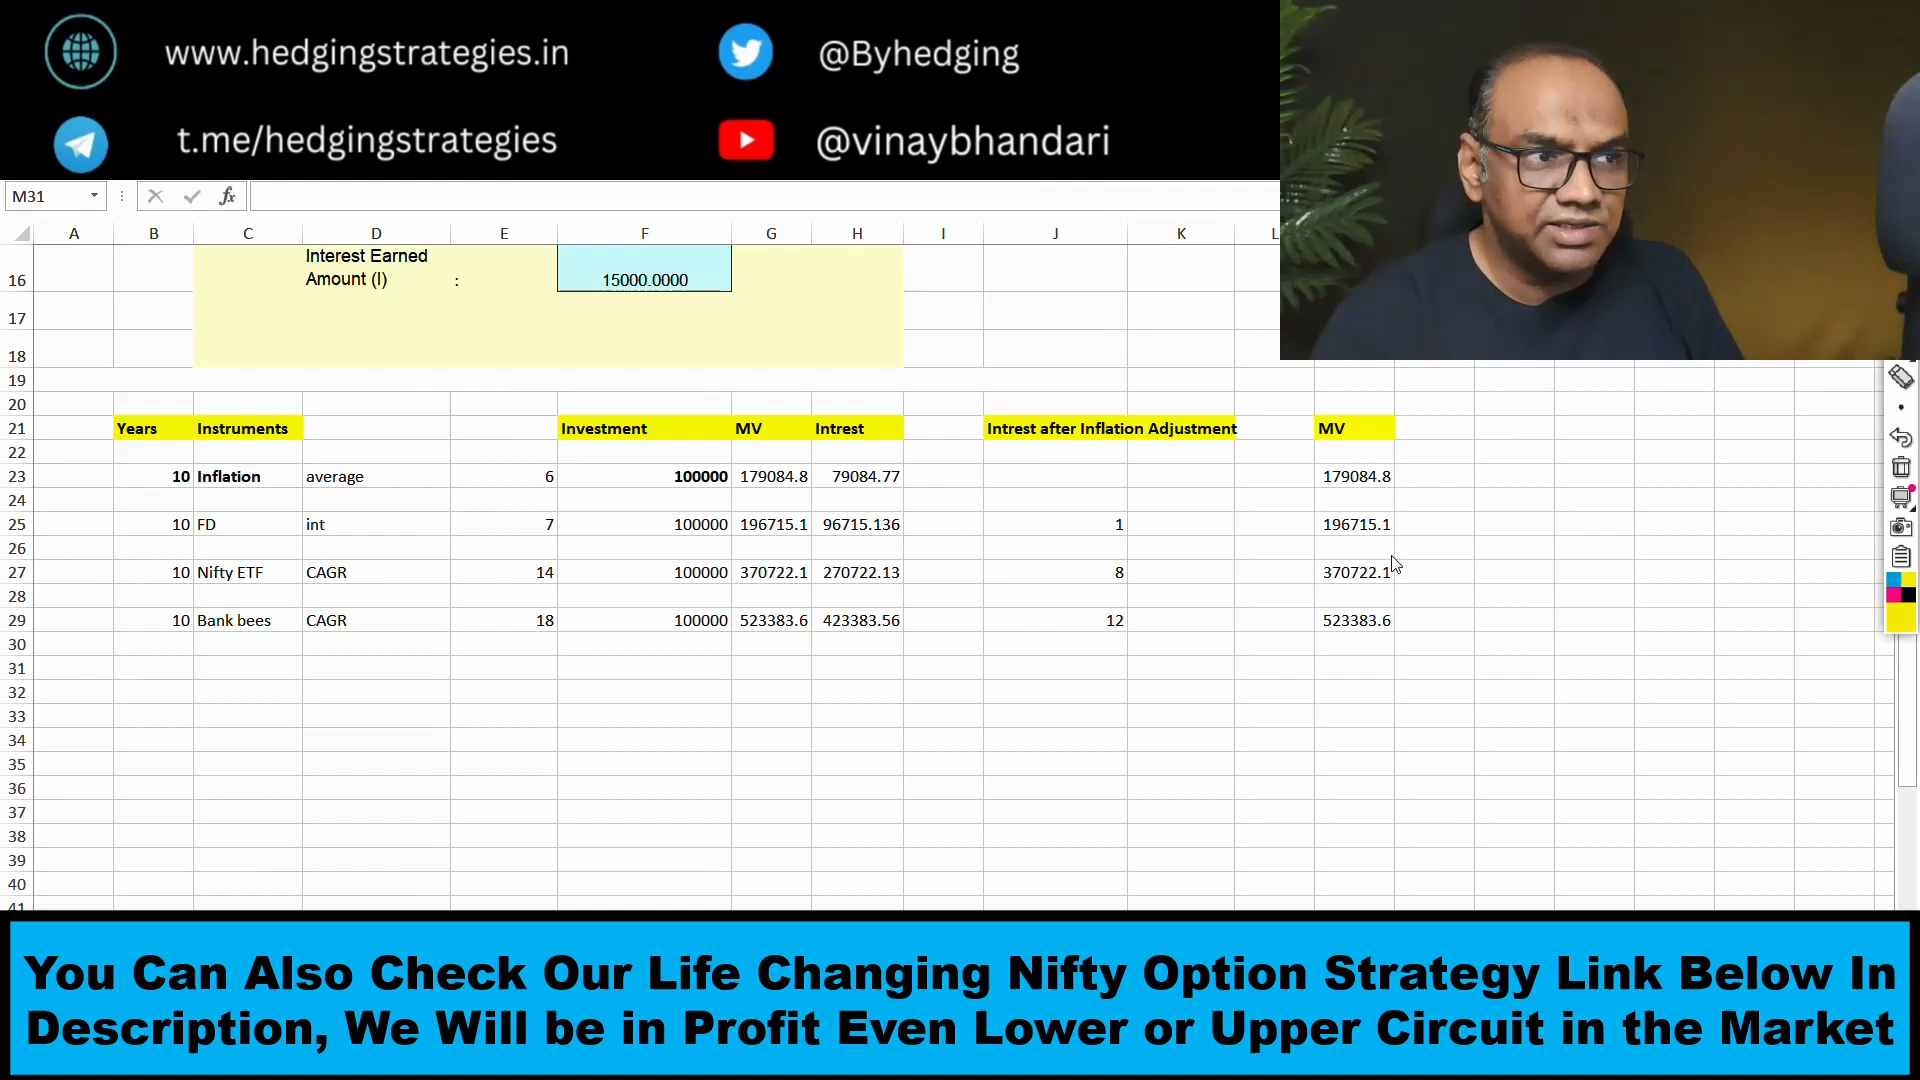 www.hedgingstrategies.in @Byhedging
t.me/hedgingstrategies @vinaybhandari
M31 fx
A B C D E F G H I J K L
Interest Earned
16 Amount (I) : 15000.0000
17
18
19
20
21 Years Instruments Investment MV Intrest Intrest after Inflation Adjustment MV
22
23 10 Inflation average 6 100000 179084.8 79084.77 179084.8
24
25 10 FD int 7 100000 196715.1 96715.136 1 196715.1
26
27 10 Nifty ETF CAGR 14 100000 370722.1 270722.13 8 370722.1
28
29 10 Bank bees CAGR 18 100000 523383.6 423383.56 12 523383.6
30
31
32
33
34
35
36
37
38
39
40
41
You Can Also Check Our Life Changing Nifty Option Strategy Link Below In
Description, We Will be in Profit Even Lower or Upper Circuit in the Market